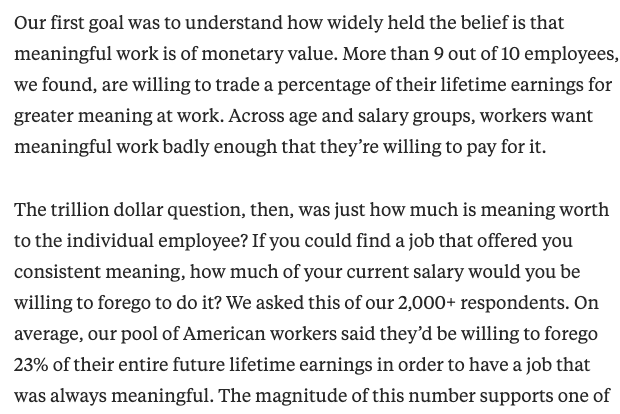 Our first goal was to understand how widely held the belief is that
meaningful work is of monetary value. More than 9 out of 10 employees,
we found, are willing to trade a percentage of their lifetime earnings for
greater meaning at work. Across age and salary groups, workers want
meaningful work badly enough that they’re willing to pay for it.

The trillion dollar question, then, was just how much is meaning worth
to the individual employee? If you could find a job that offered you
consistent meaning, how much of your current salary would you be
willing to forego to do it? We asked this of our 2,000+ respondents. On
average, our pool of American workers said they’d be willing to forego
23% of their entire future lifetime earnings in order to have a job that
was always meaningful. The magnitude of this number supports one of